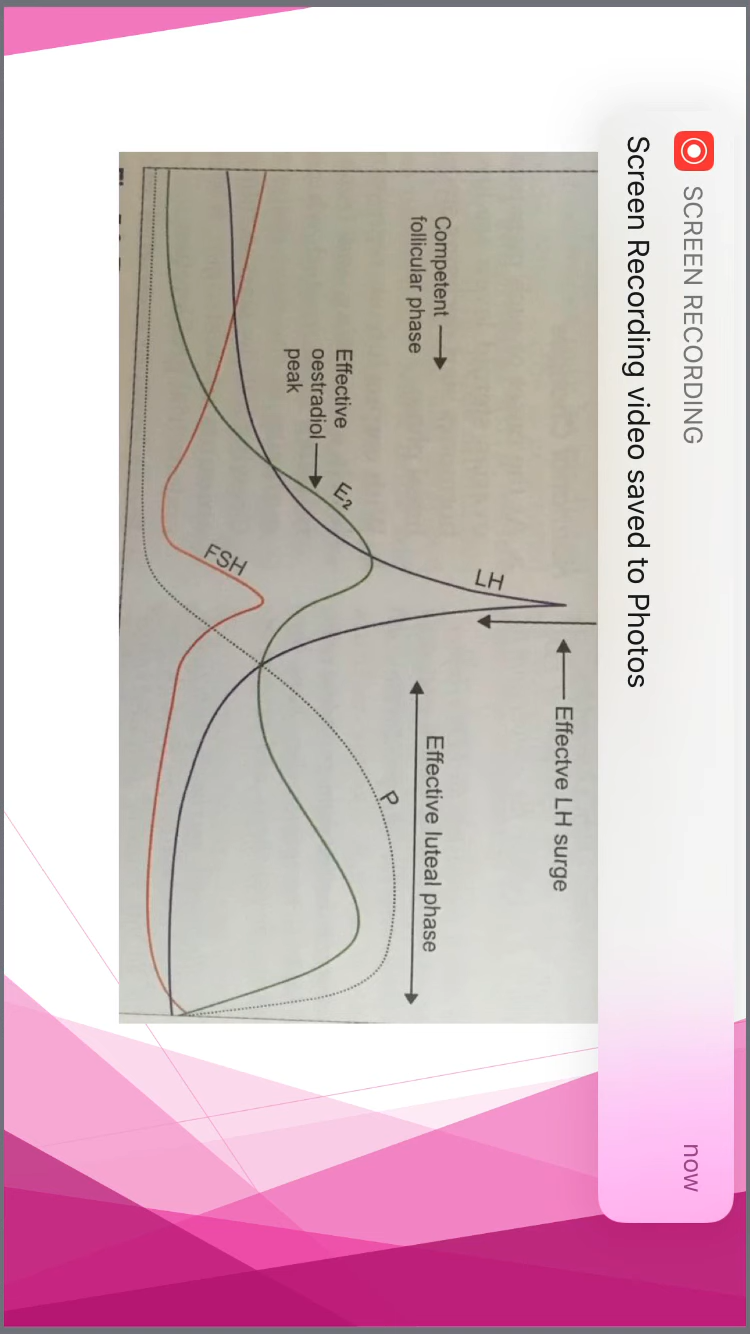 SCREEN RECORDING
now
Screen Recording video saved to Photos
Effectve LH surge
LH
Competent
follicular phase
Effective luteal phase
P
Effective
oestradiol
peak
E₂
FSH